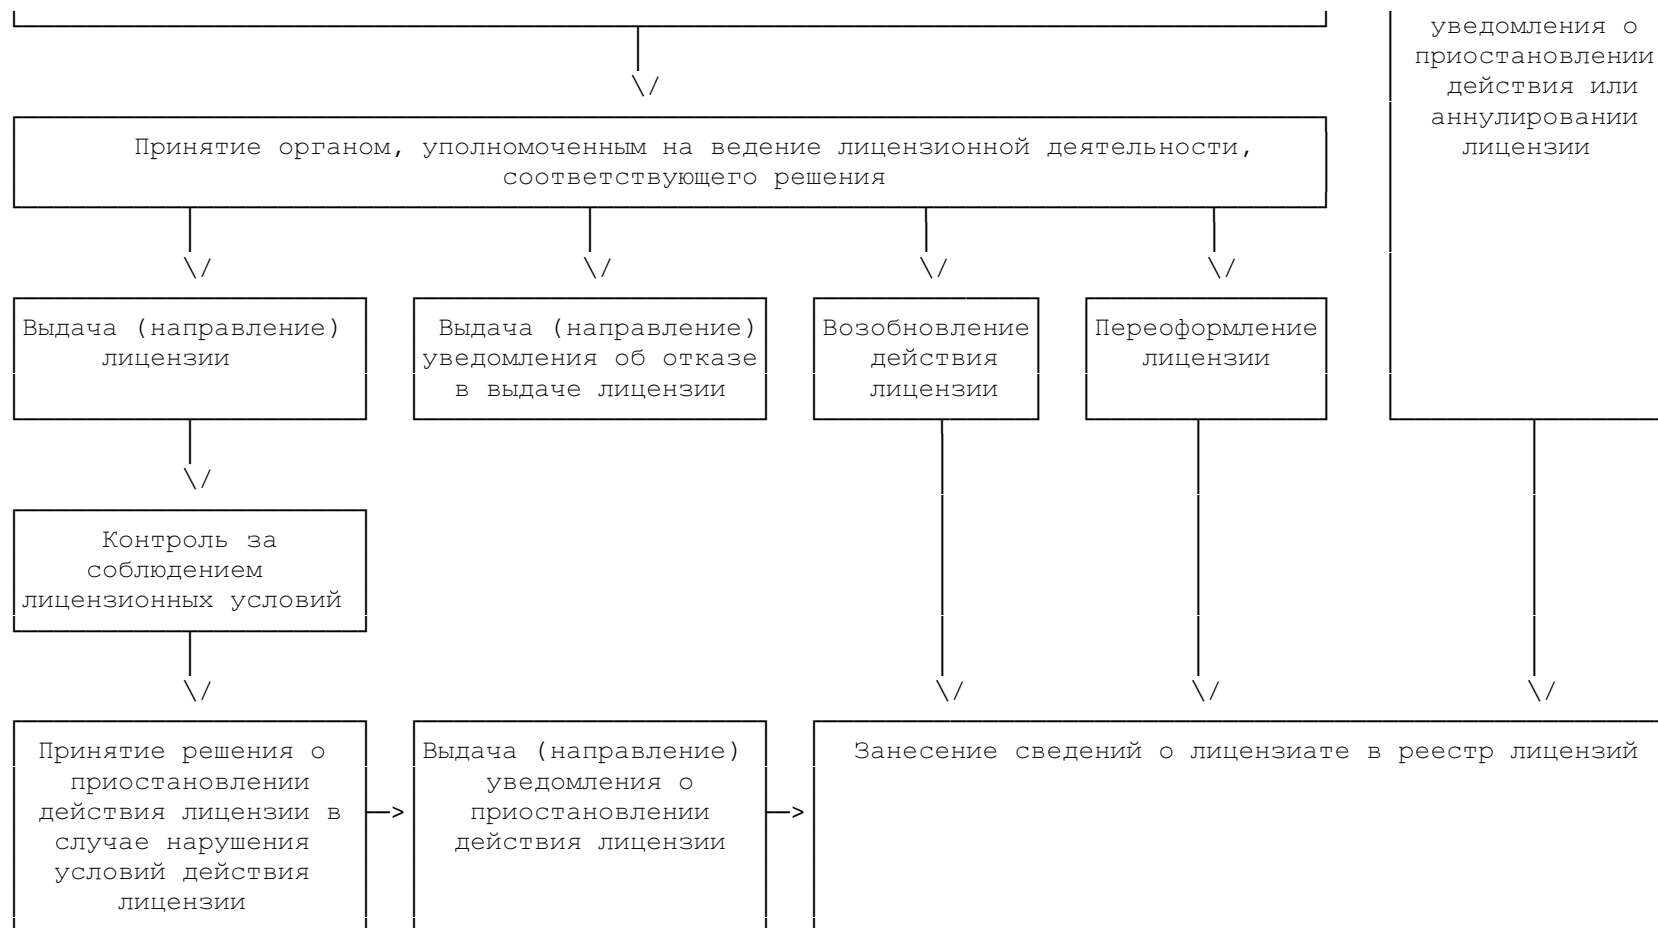 уведомления о
приостановлении
действия или
аннулировании
лицензии
Принятие органом, уполномоченным на ведение лицензионной деятельности,
соответствующего решения
Выдача (направление)
лицензии
Выдача (направление)
уведомления об отказе
в выдаче лицензии
Возобновление
действия
лицензии
Переоформление
лицензии
Контроль за
соблюдением
лицензионных условий
Принятие решения о
приостановлении
действия лицензии в
случае нарушения
условий действия
лицензии
Выдача (направление)
уведомления о
приостановлении
действия лицензии
Занесение сведений о лицензиате в реестр лицензий